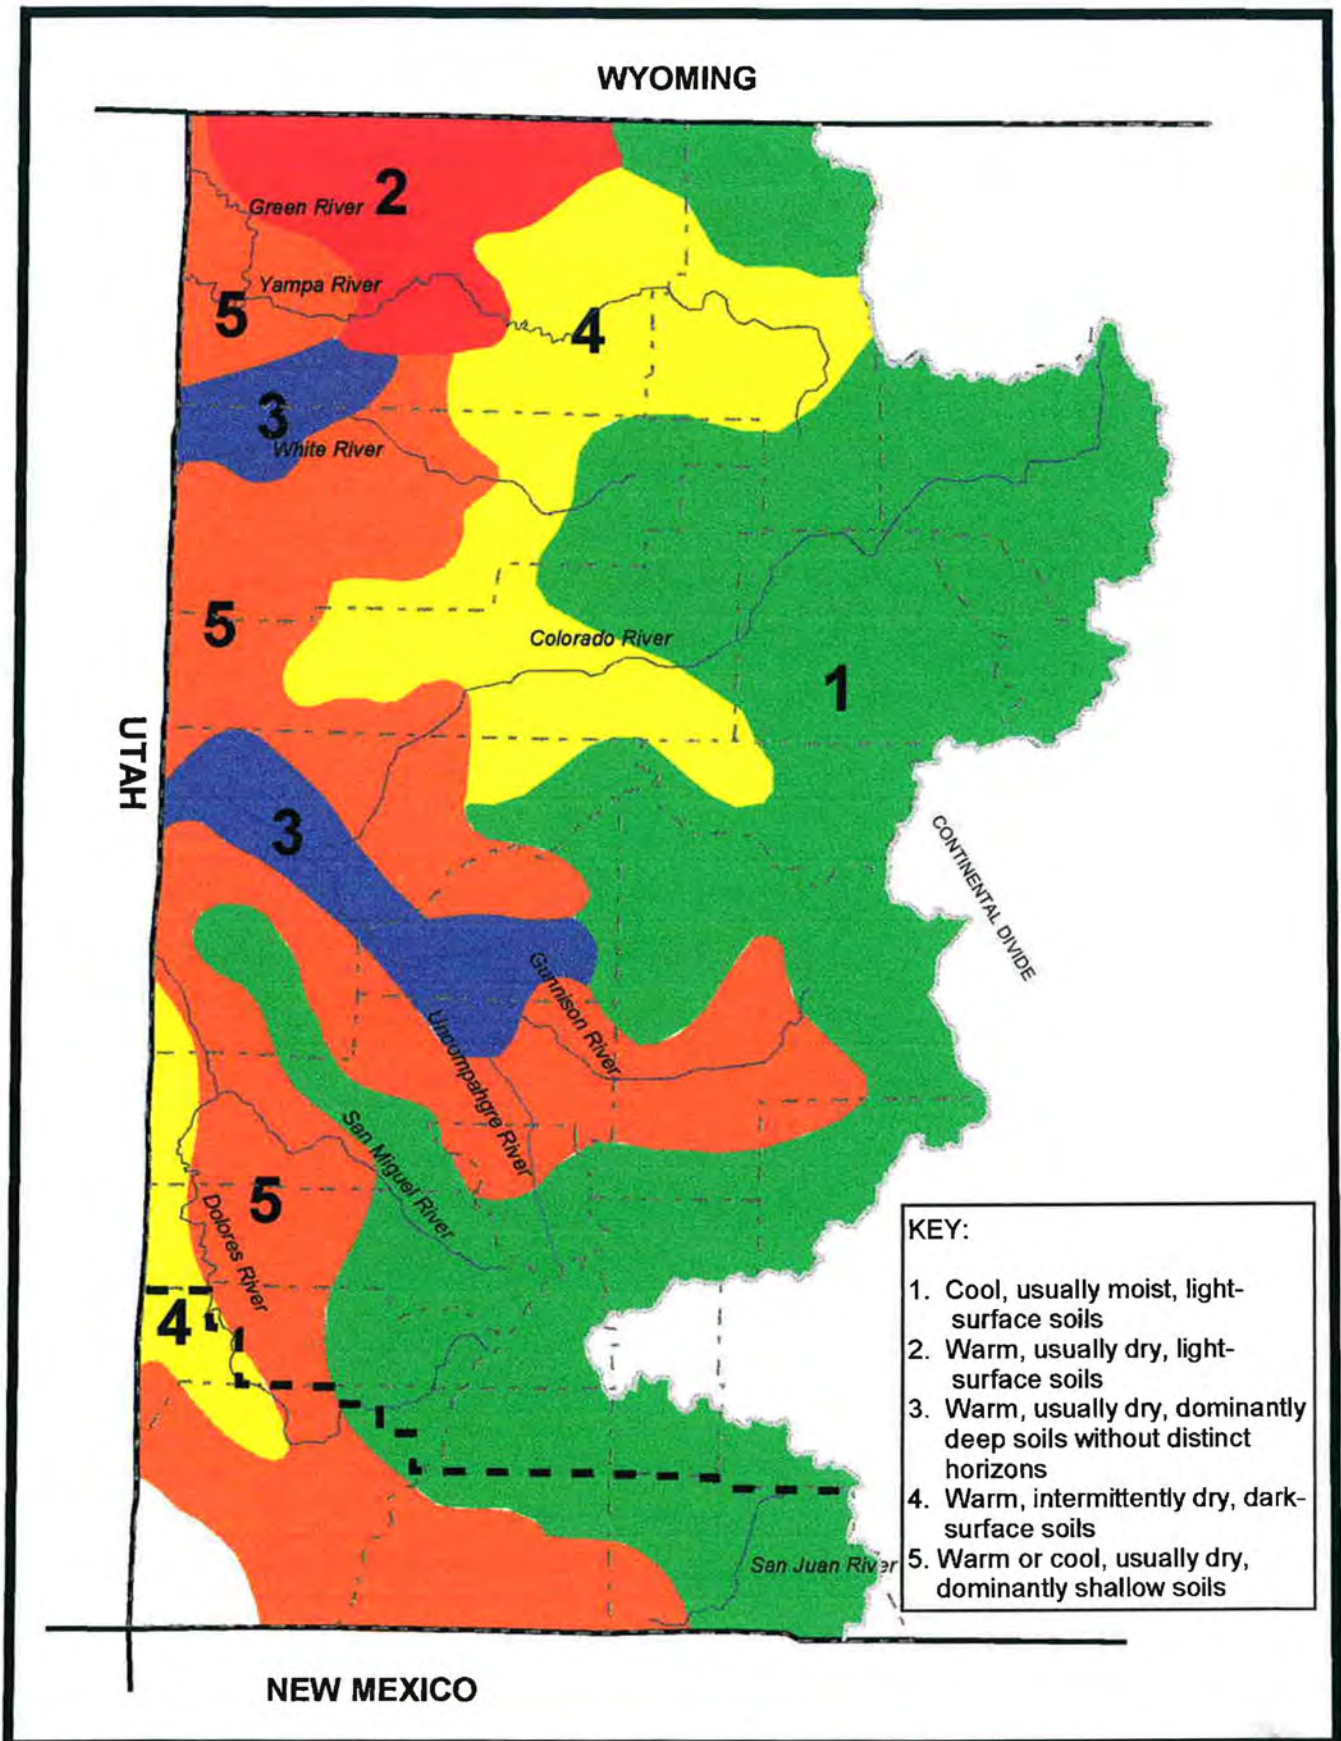 WYOMING
2
Green River
Yampa River
5
4
3
White River
5
Colorado River
1
UTAH
3
CONTINENTAL DIVIDE
Gunnison River
Uncompahgre River
San Miguel River
5
Dolores River
4
San Juan River
NEW MEXICO
KEY:
1. Cool, usually moist, light-
surface soils
2. Warm, usually dry, light-
surface soils
3. Warm, usually dry, dominantly
deep soils without distinct
horizons
4. Warm, intermittently dry, dark-
surface soils
5. Warm or cool, usually dry,
dominantly shallow soils